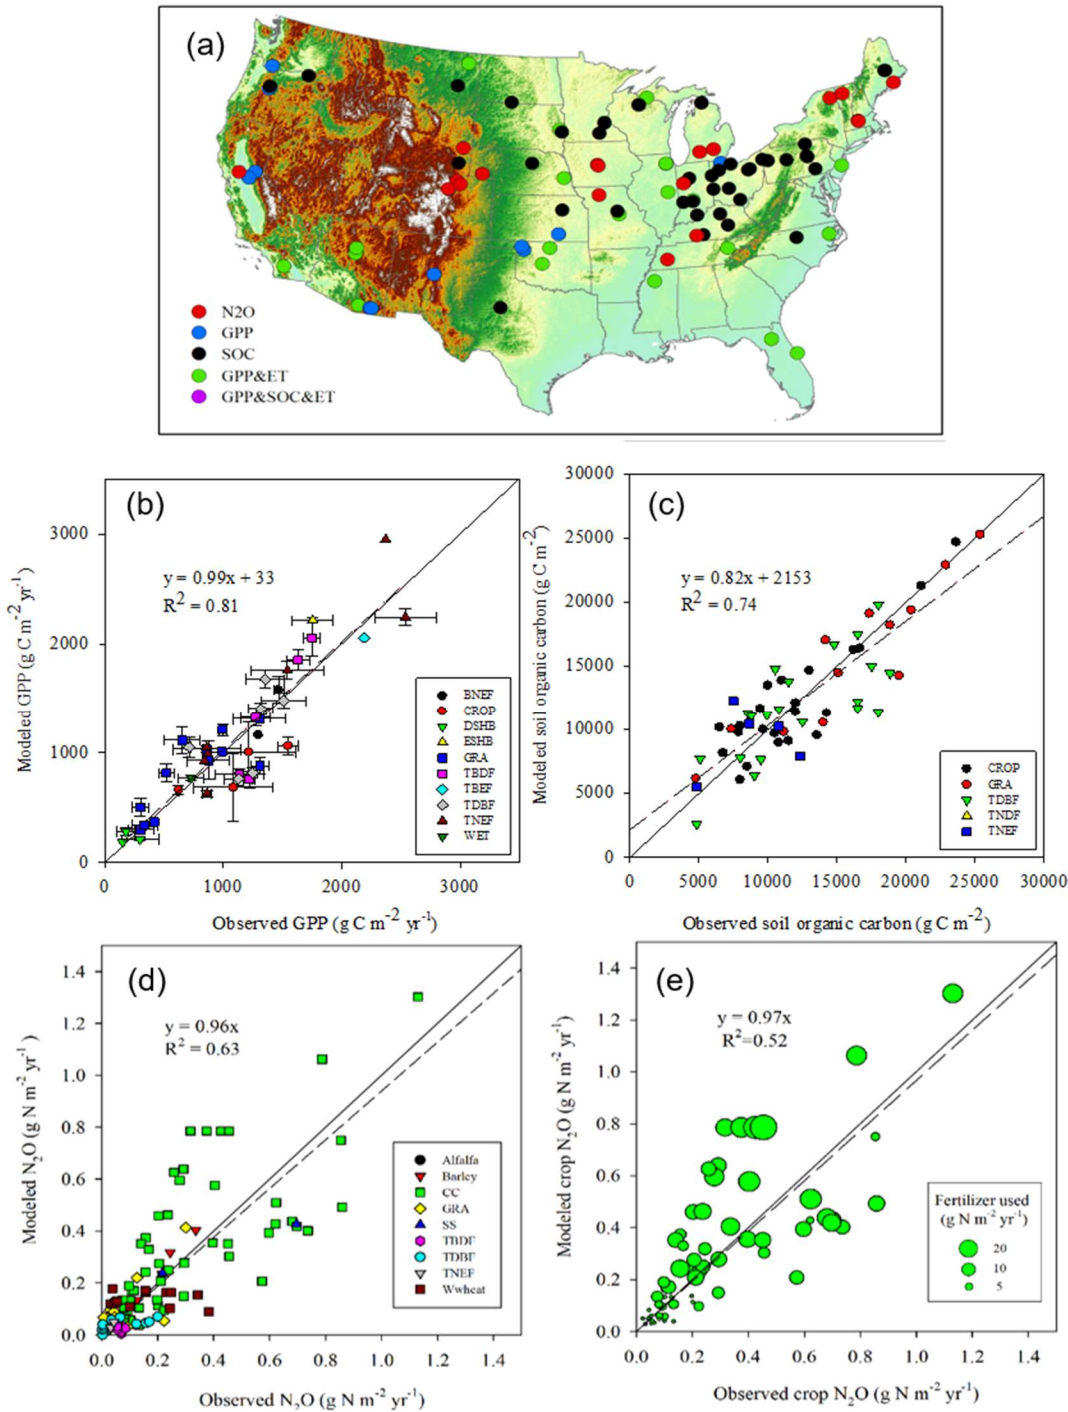 (a)
N2O
GPP
SOC
GPP&ET
GPP&SOC&ET
(b)
Modeled GPP (g C m-2 yr-1)
3000
2000
1000
0
y = 0.99x + 33
R2 = 0.81
BNEF
CROP
DSHB
ESHB
GRA
TBDF
TBEF
TDBF
TNEF
WET
0 1000 2000 3000
Observed GPP (g C m-2 yr-1)
(c)
Modeled soil organic carbon (g C m-2)
30000
25000
20000
15000
10000
5000
0
y = 0.82x + 2153
R2 = 0.74
CROP
GRA
TDBF
TNDF
TNEF
0 5000 10000 15000 20000 25000 30000
Observed soil organic carbon (g C m-2)
(d)
Modeled N2O (g N m-2 yr-1)
1.4
1.2
1.0
0.8
0.6
0.4
0.2
0.0
y = 0.96x
R2 = 0.63
Alfalfa
Barley
CC
GRA
SS
TBDF
TDBF
TNEF
Wwheat
0.0 0.2 0.4 0.6 0.8 1.0 1.2 1.4
Observed N2O (g N m-2 yr-1)
(e)
Modeled crop N2O (g N m-2 yr-1)
1.4
1.2
1.0
0.8
0.6
0.4
0.2
0.0
y = 0.97x
R2=0.52
Fertilizer used
(g N m-2 yr-1)
20
10
5
0.0 0.2 0.4 0.6 0.8 1.0 1.2 1.4
Observed crop N2O (g N m-2 yr-1)